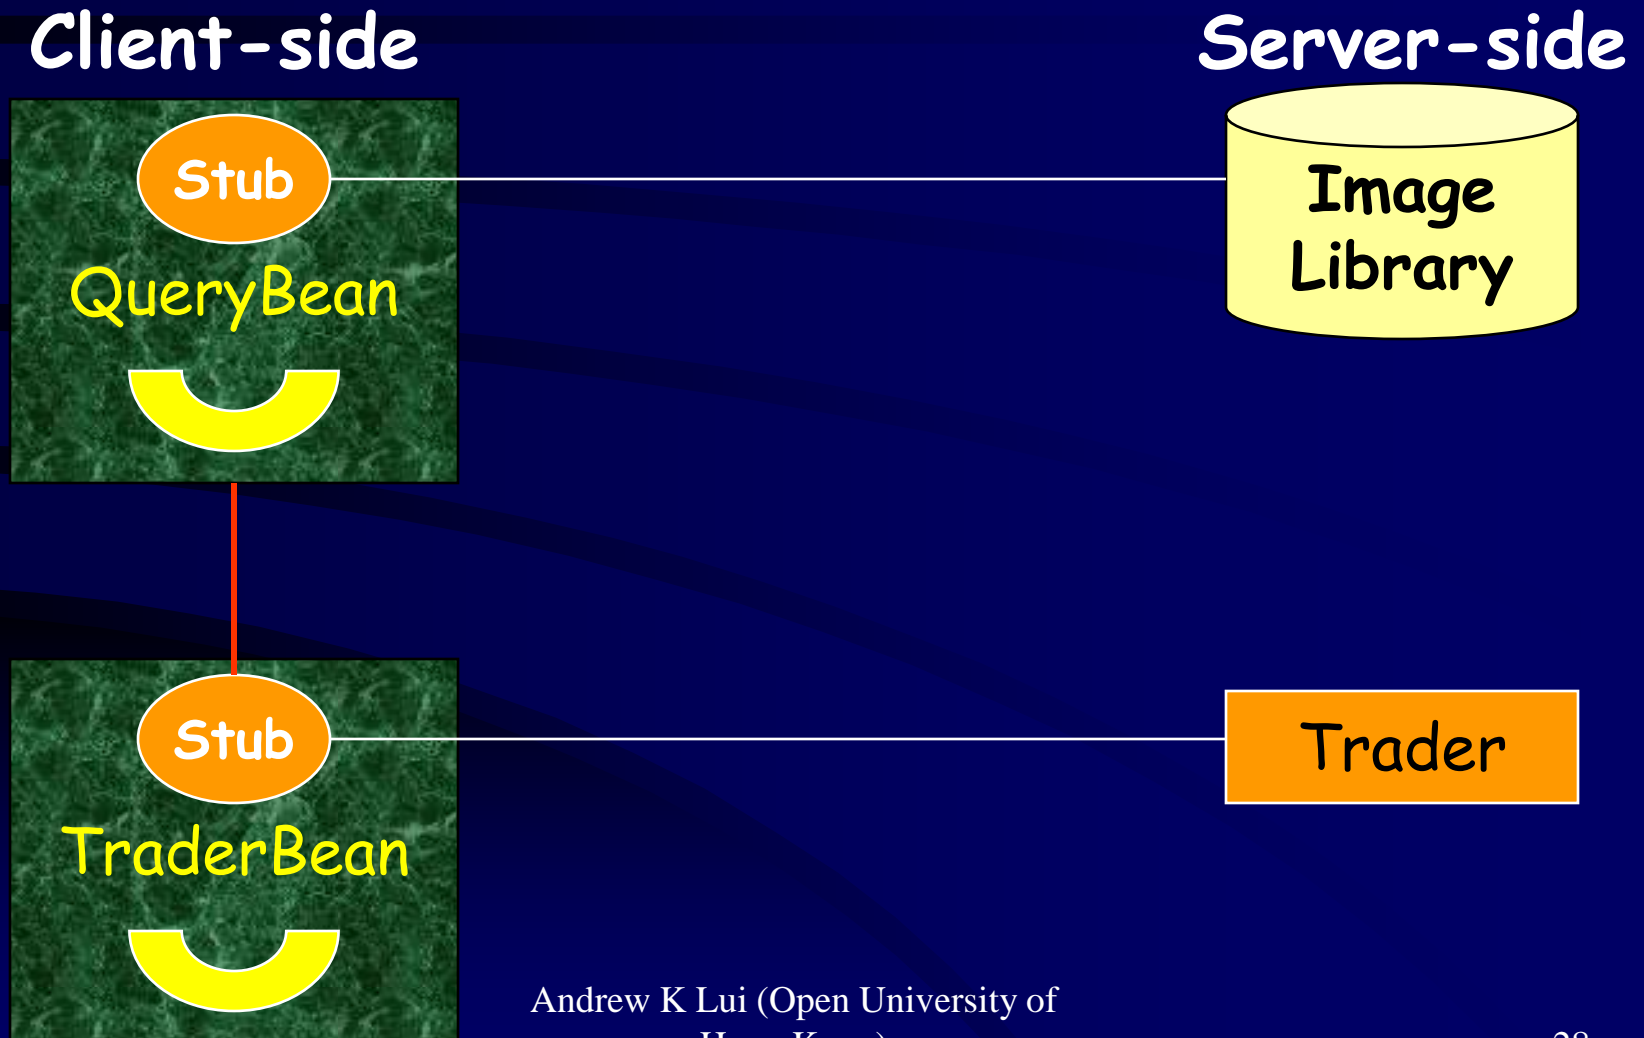 Client-side
Server-side
Stub
QueryBean
Image
Library
Stub
TraderBean
Trader
Andrew K Lui (Open University of